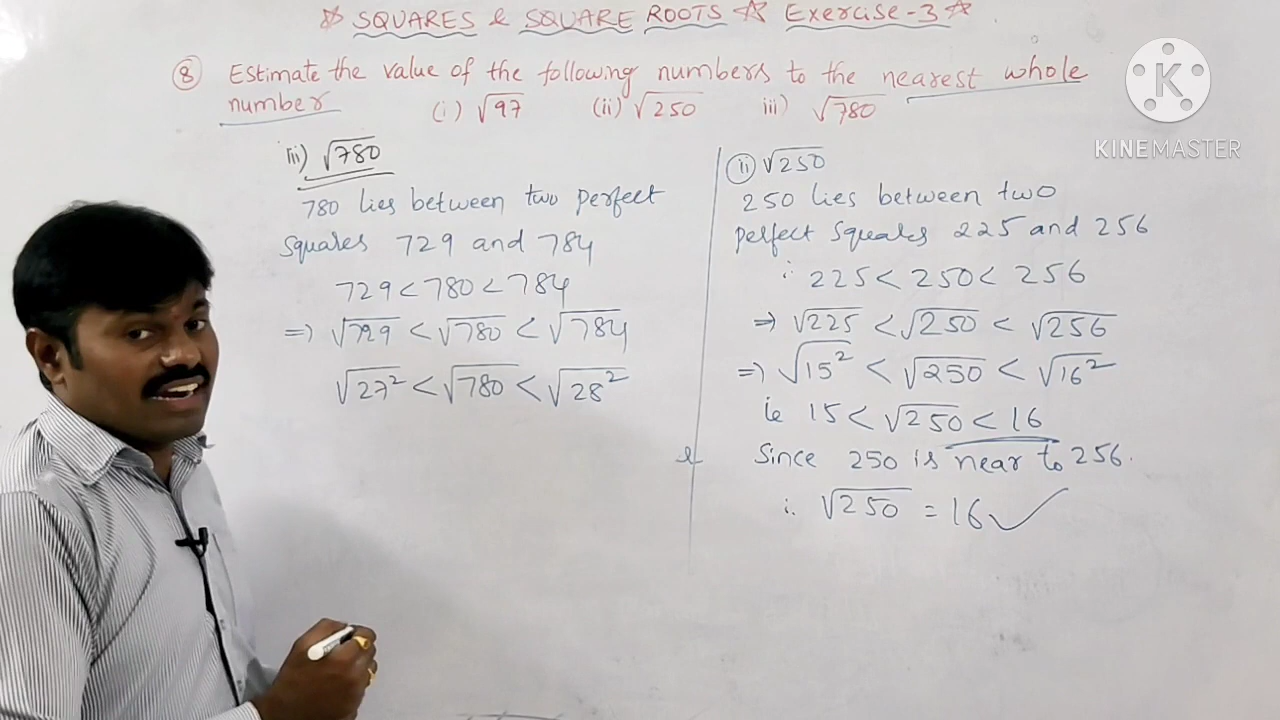 ☆ SQUARES & SQUARE ROOTS ☆ Exercise-3 ☆
⑧ Estimate the value of the following numbers to the nearest whole
number (i) √97 (ii) √250 iii) √780
K
KINEMASTER
iii) √780
780 lies between two perfect
squares 729 and 784
729 < 780 < 784
=> √729 < √780 < √784
√27² < √780 < √28²
ii √250
250 lies between two
perfect squares 225 and 256
∴ 225 < 250 < 256
=> √225 < √250 < √256
=> √15² < √250 < √16²
ie 15 < √250 < 16
Since 250 is near to 256.
∴ √250 = 16 ✓